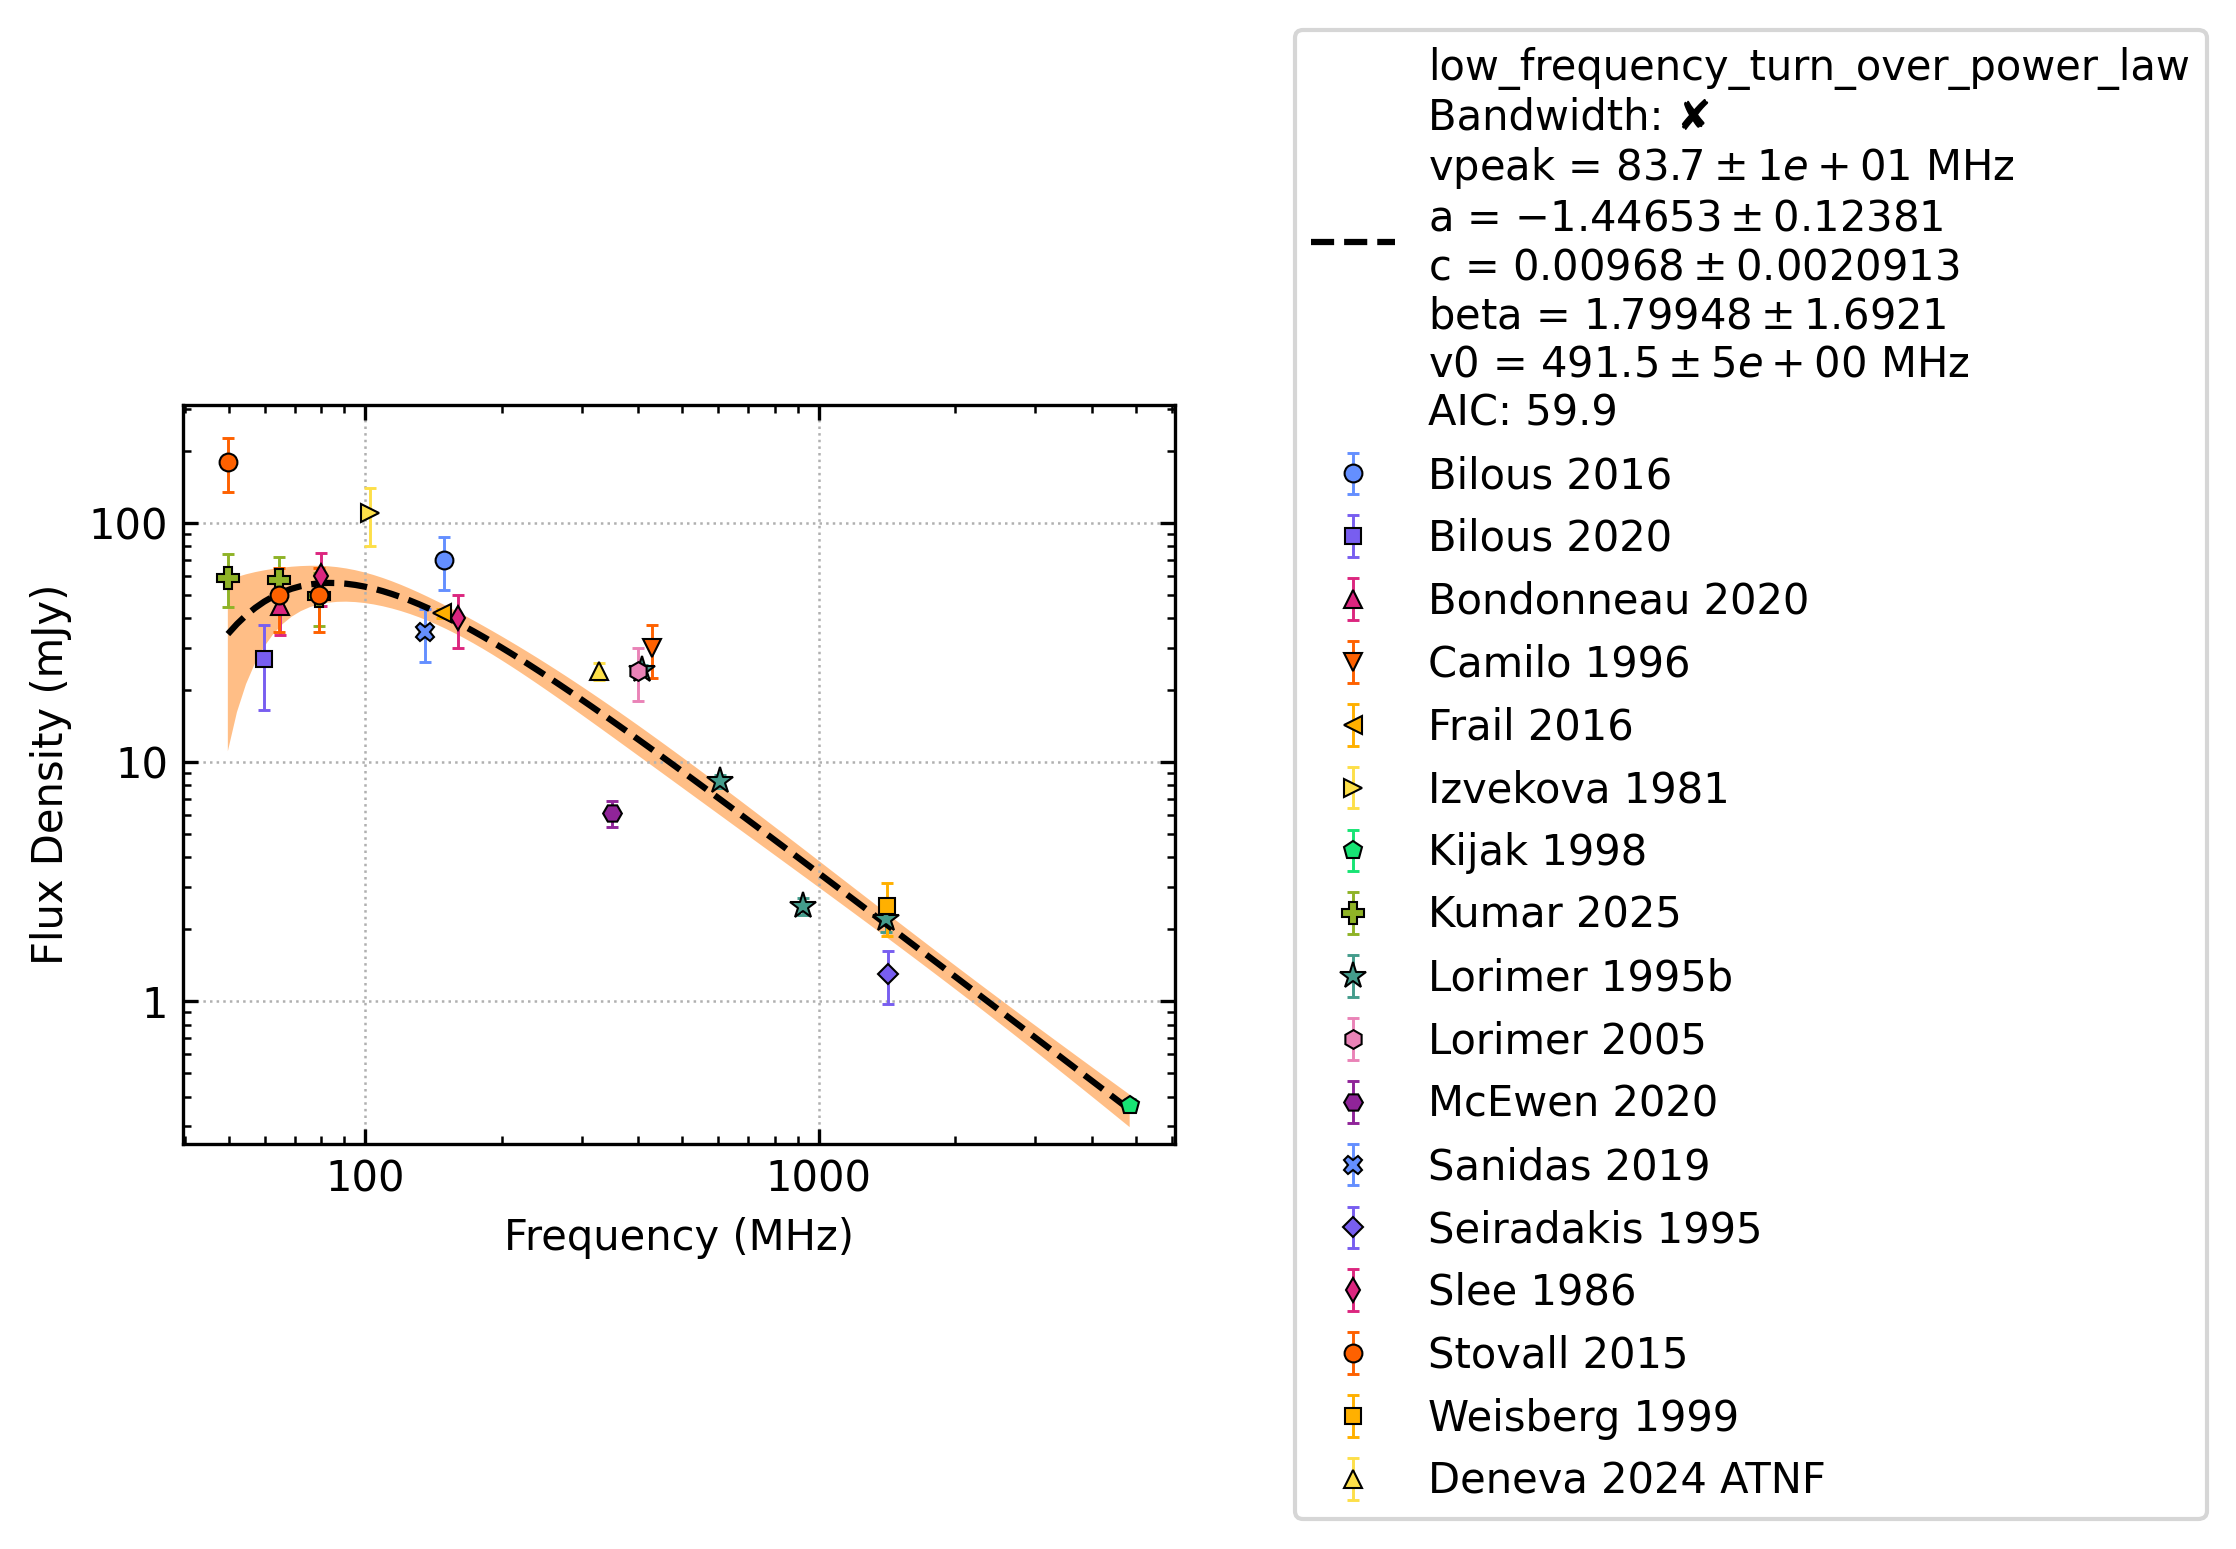 low_frequency_turn_over_power_law
Bandwidth: ✘
vpeak = 83.7 ± 1e + 01 MHz
a = −1.44653 ± 0.12381
c = 0.00968 ± 0.0020913
beta = 1.79948 ± 1.6921
v0 = 491.5 ± 5e + 00 MHz
AIC: 59.9
Bilous 2016
Bilous 2020
Bondonneau 2020
Camilo 1996
Frail 2016
Izvekova 1981
Kijak 1998
Kumar 2025
Lorimer 1995b
Lorimer 2005
McEwen 2020
Sanidas 2019
Seiradakis 1995
Slee 1986
Stovall 2015
Weisberg 1999
Deneva 2024 ATNF
Flux Density (mJy)
100
10
1
100
1000
Frequency (MHz)